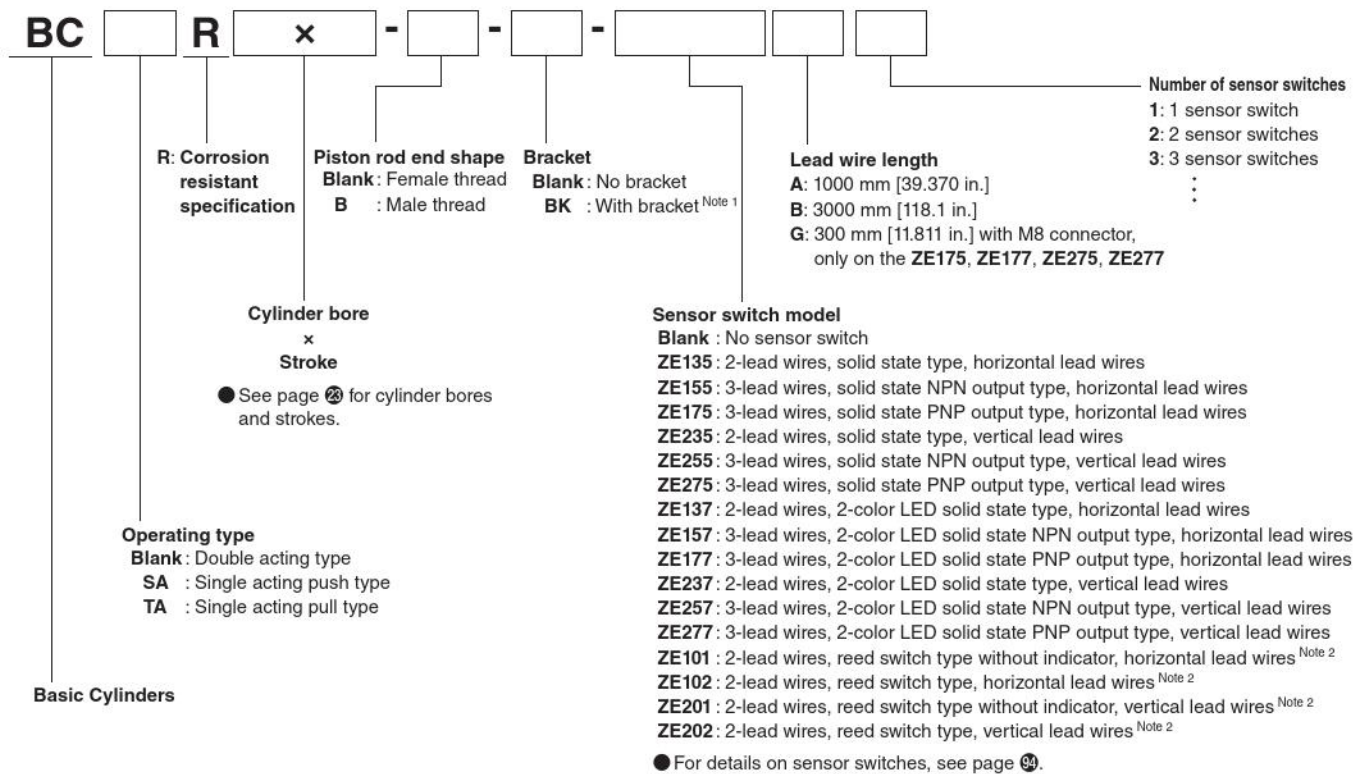 BC R × - - -
Number of sensor switches
1: 1 sensor switch
2: 2 sensor switches
3: 3 sensor switches
⋮
R: Corrosion
resistant
specification
Piston rod end shape
Blank: Female thread
B : Male thread
Bracket
Blank: No bracket
BK : With bracket Note 1
Lead wire length
A: 1000 mm [39.370 in.]
B: 3000 mm [118.1 in.]
G: 300 mm [11.811 in.] with M8 connector,
only on the ZE175, ZE177, ZE275, ZE277
Cylinder bore
×
Stroke
● See page 23 for cylinder bores
and strokes.
Sensor switch model
Blank : No sensor switch
ZE135 : 2-lead wires, solid state type, horizontal lead wires
ZE155 : 3-lead wires, solid state NPN output type, horizontal lead wires
ZE175 : 3-lead wires, solid state PNP output type, horizontal lead wires
ZE235 : 2-lead wires, solid state type, vertical lead wires
ZE255 : 3-lead wires, solid state NPN output type, vertical lead wires
ZE275 : 3-lead wires, solid state PNP output type, vertical lead wires
ZE137 : 2-lead wires, 2-color LED solid state type, horizontal lead wires
ZE157 : 3-lead wires, 2-color LED solid state NPN output type, horizontal lead wires
ZE177 : 3-lead wires, 2-color LED solid state PNP output type, horizontal lead wires
ZE237 : 2-lead wires, 2-color LED solid state type, vertical lead wires
ZE257 : 3-lead wires, 2-color LED solid state NPN output type, vertical lead wires
ZE277 : 3-lead wires, 2-color LED solid state PNP output type, vertical lead wires
ZE101 : 2-lead wires, reed switch type without indicator, horizontal lead wires Note 2
ZE102 : 2-lead wires, reed switch type, horizontal lead wires Note 2
ZE201 : 2-lead wires, reed switch type without indicator, vertical lead wires Note 2
ZE202 : 2-lead wires, reed switch type, vertical lead wires Note 2
● For details on sensor switches, see page 94.
Operating type
Blank: Double acting type
SA : Single acting push type
TA : Single acting pull type
Basic Cylinders